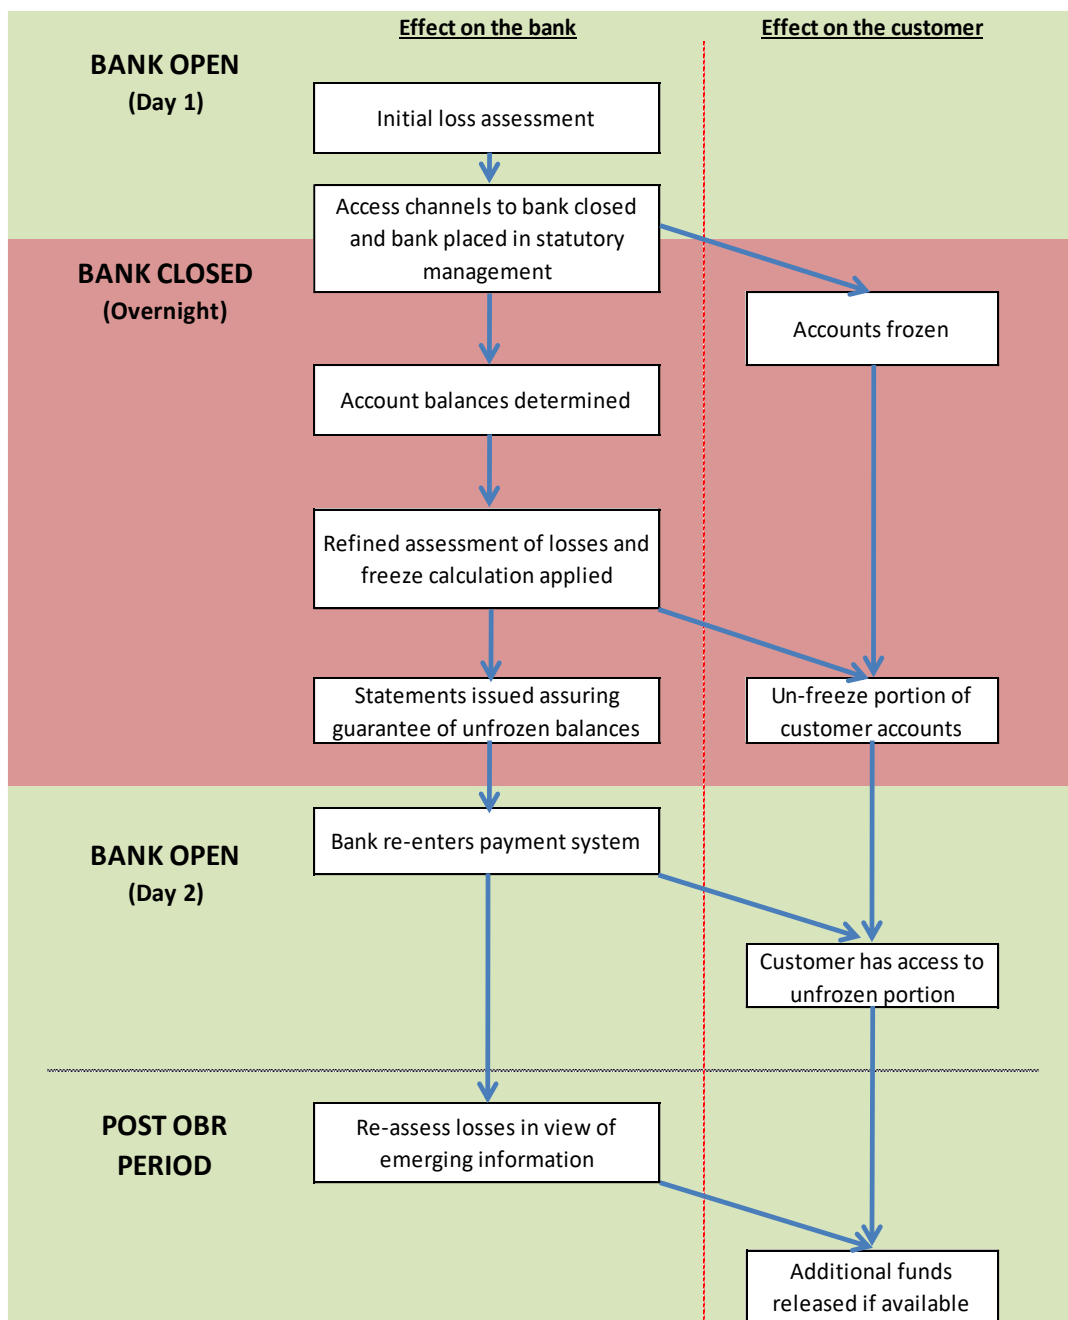 Effect on the bank
Effect on the customer
BANK OPEN
(Day 1)
Initial loss assessment
Access channels to bank closed
and bank placed in statutory
management
BANK CLOSED
(Overnight)
Accounts frozen
Account balances determined
Refined assessment of losses and
freeze calculation applied
Statements issued assuring
guarantee of unfrozen balances
Un-freeze portion of
customer accounts
BANK OPEN
(Day 2)
Bank re-enters payment system
Customer has access to
unfrozen portion
POST OBR
PERIOD
Re-assess losses in view of
emerging information
Additional funds
released if available